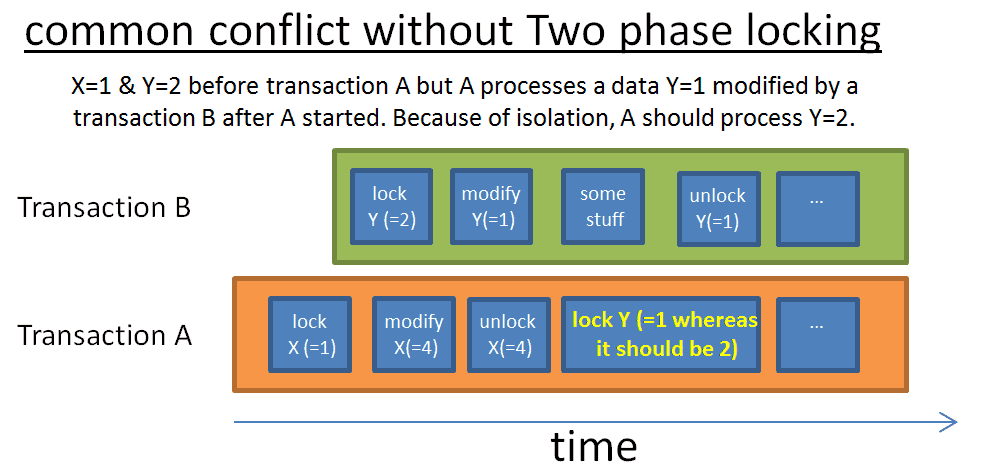 common conflict without Two phase locking
X=1 & Y=2 before transaction A but A processes a data Y=1 modified by a
transaction B after A started. Because of isolation, A should process Y=2.
Transaction B
lock
Y (=2)
modify
Y(=1)
some
stuff
unlock
Y(=1)
...
Transaction A
lock
X (=1)
modify
X(=4)
unlock
X(=4)
lock Y (=1 whereas
it should be 2)
...
time